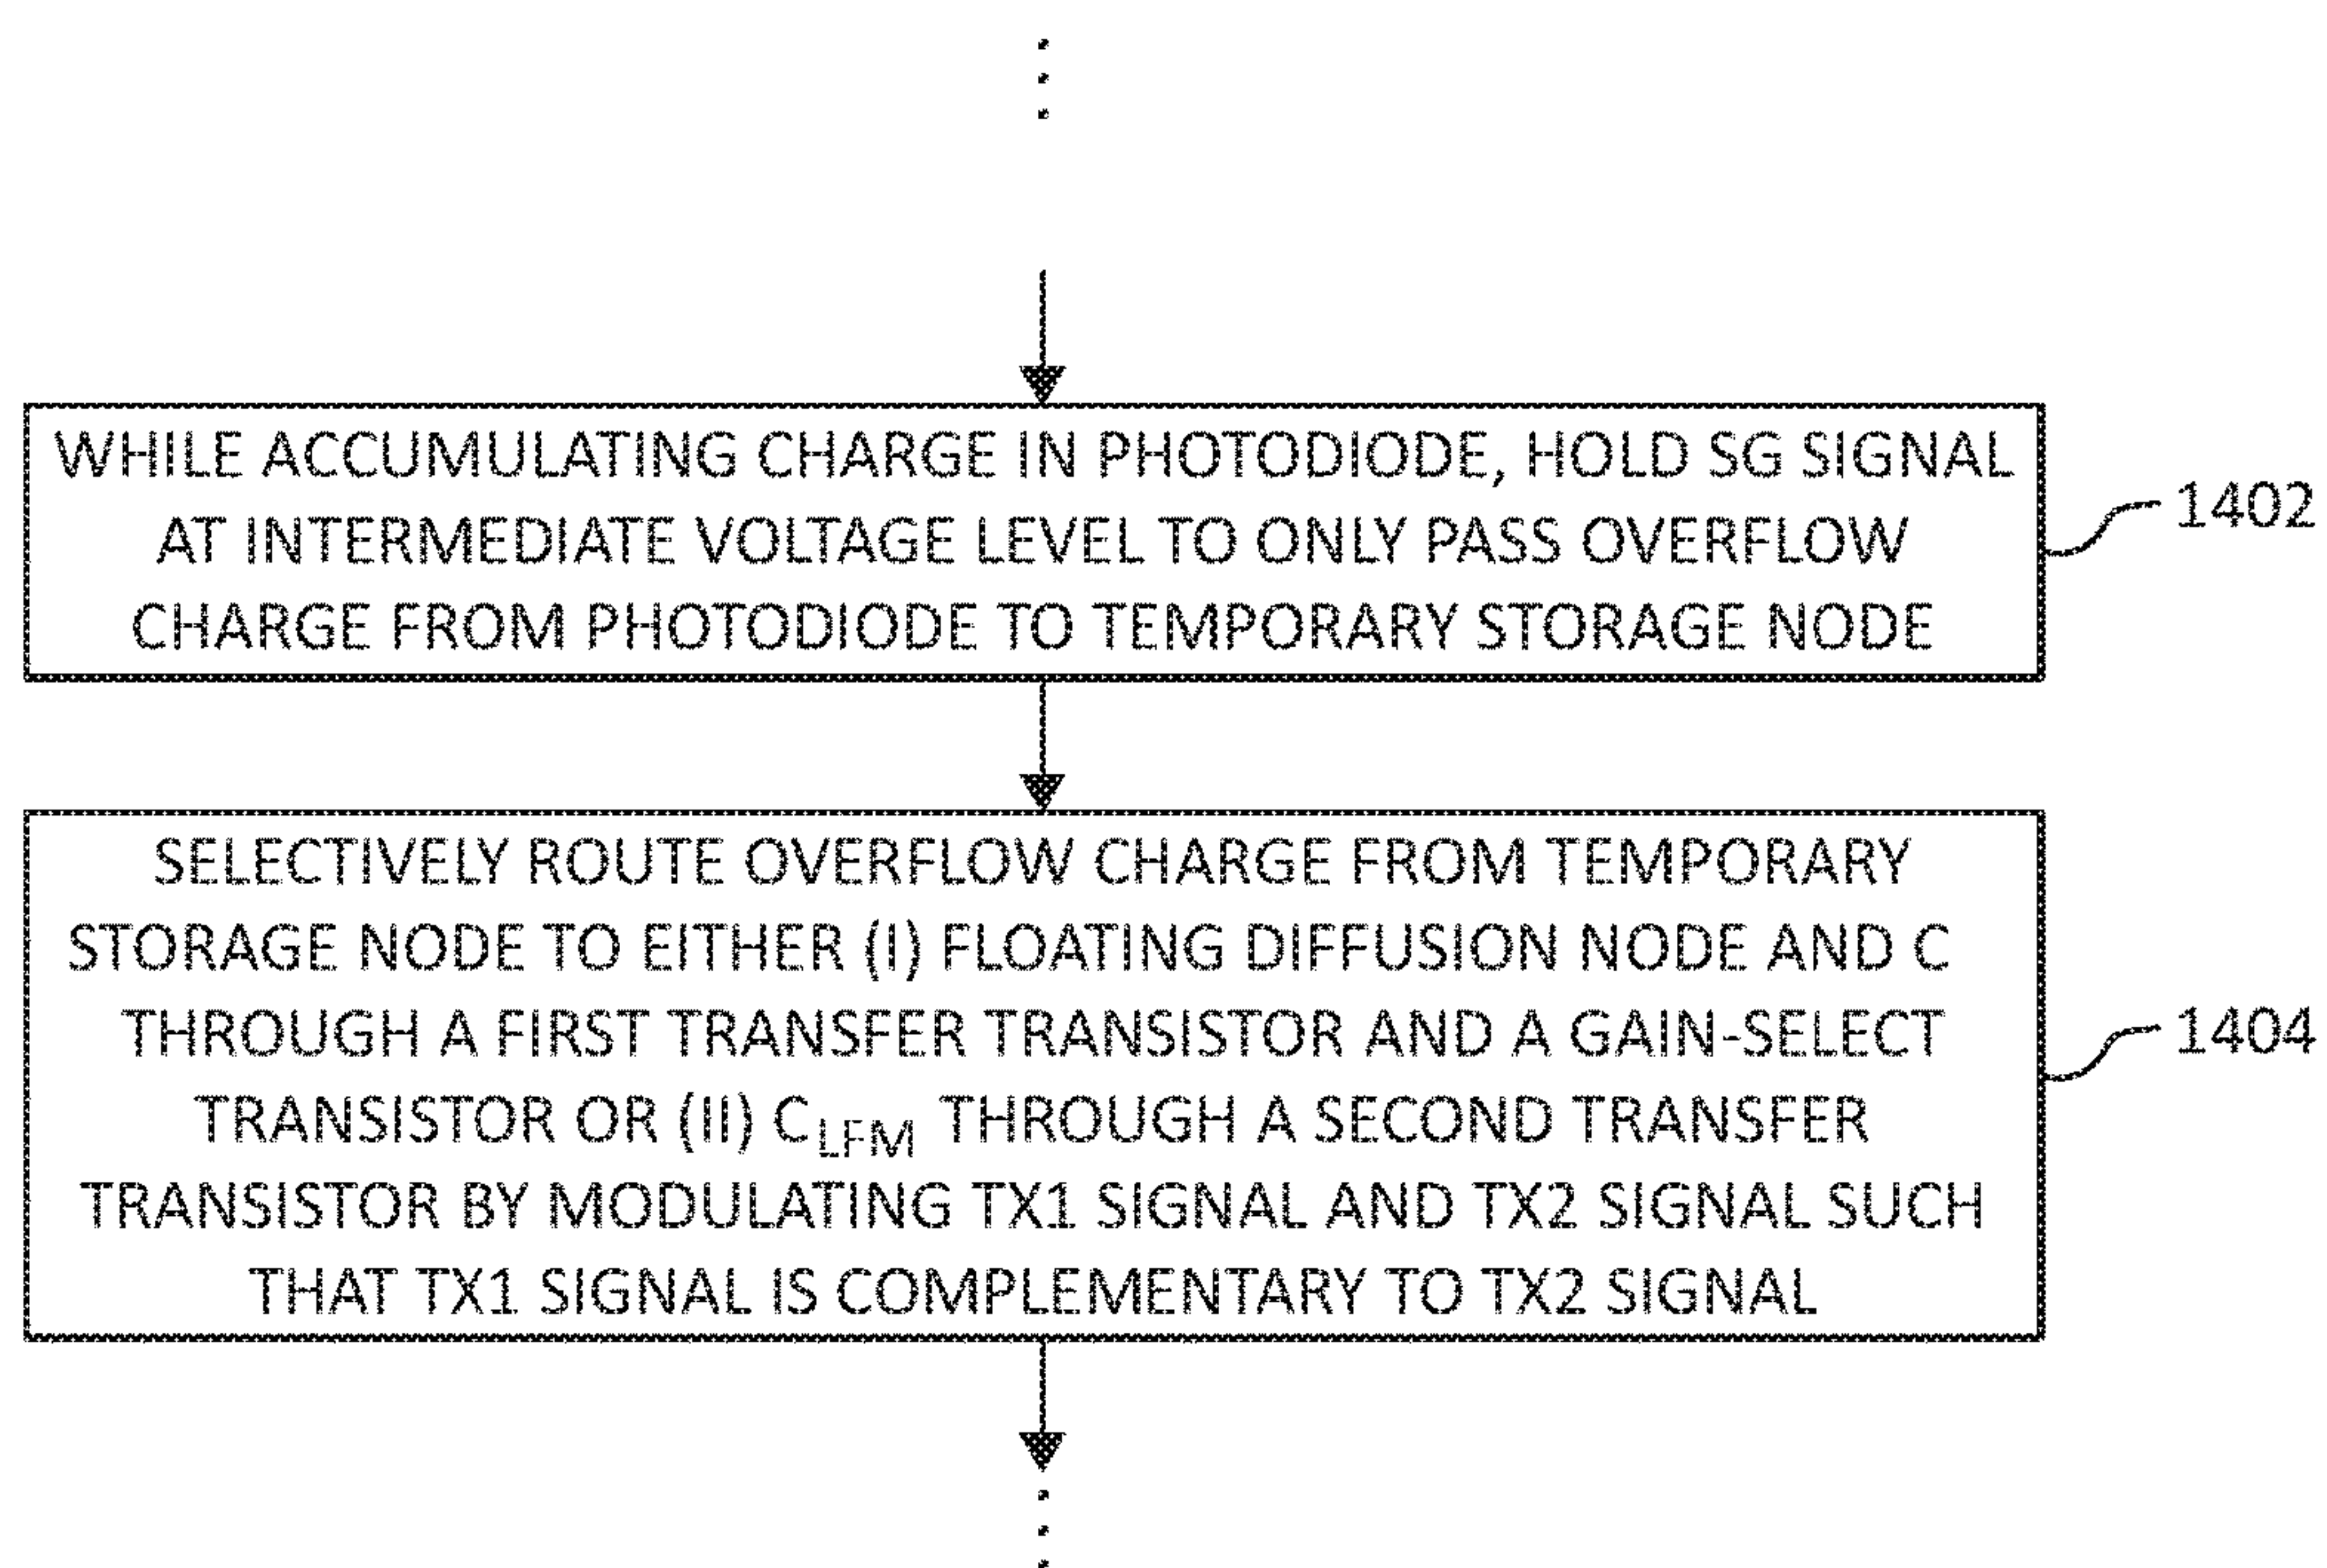 WHILE ACCUMULATING CHARGE IN PHOTODIODE, HOLD SG SIGNAL
AT INTERMEDIATE VOLTAGE LEVEL TO ONLY PASS OVERFLOW
CHARGE FROM PHOTODIODE TO TEMPORARY STORAGE NODE
1402
SELECTIVELY ROUTE OVERFLOW CHARGE FROM TEMPORARY
STORAGE NODE TO EITHER (I) FLOATING DIFFUSION NODE AND C
THROUGH A FIRST TRANSFER TRANSISTOR AND A GAIN-SELECT
TRANSISTOR OR (II) C_LFM THROUGH A SECOND TRANSFER
TRANSISTOR BY MODULATING TX1 SIGNAL AND TX2 SIGNAL SUCH
THAT TX1 SIGNAL IS COMPLEMENTARY TO TX2 SIGNAL
1404